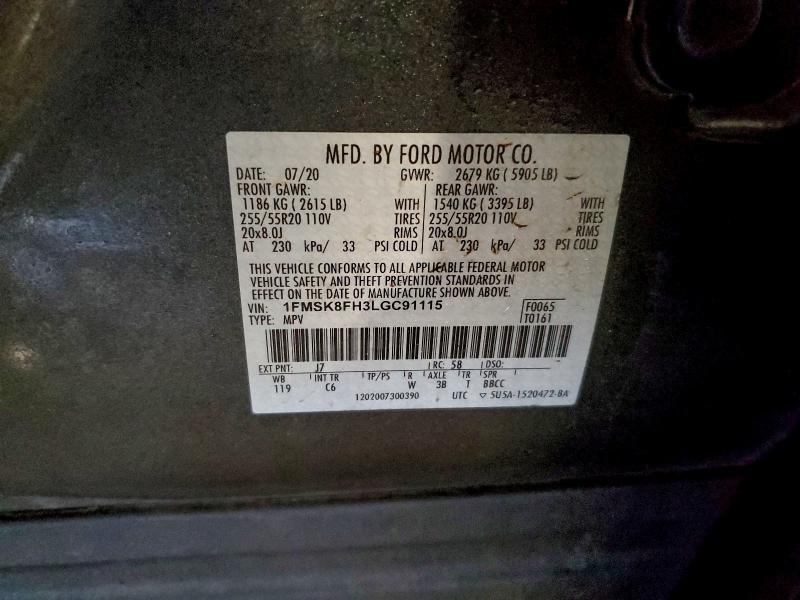 MFD. BY FORD MOTOR CO.
DATE: 07/20 GVWR: 2679 KG ( 5905 LB)
FRONT GAWR: REAR GAWR:
1186 KG ( 2615 LB) WITH 1540 KG ( 3395 LB) WITH
255/55R20 110V TIRES 255/55R20 110V TIRES
20x8.0J RIMS 20x8.0J RIMS
AT 230 kPa/ 33 PSI COLD AT 230 kPa/ 33 PSI COLD
THIS VEHICLE CONFORMS TO ALL APPLICABLE FEDERAL MOTOR
VEHICLE SAFETY AND THEFT PREVENTION STANDARDS IN
EFFECT ON THE DATE OF MANUFACTURE SHOWN ABOVE.
VIN: 1FMSK8FH3LGC91115 F0065
TYPE: MPV T0161
EXT PNT: J7 RC: 58 DSO:
WB INT TR TP/PS R AXLE TR SPR
119 C6 W 3B T BBCC
1202007300390 UTC ▽ 5U5A-1520472-BA